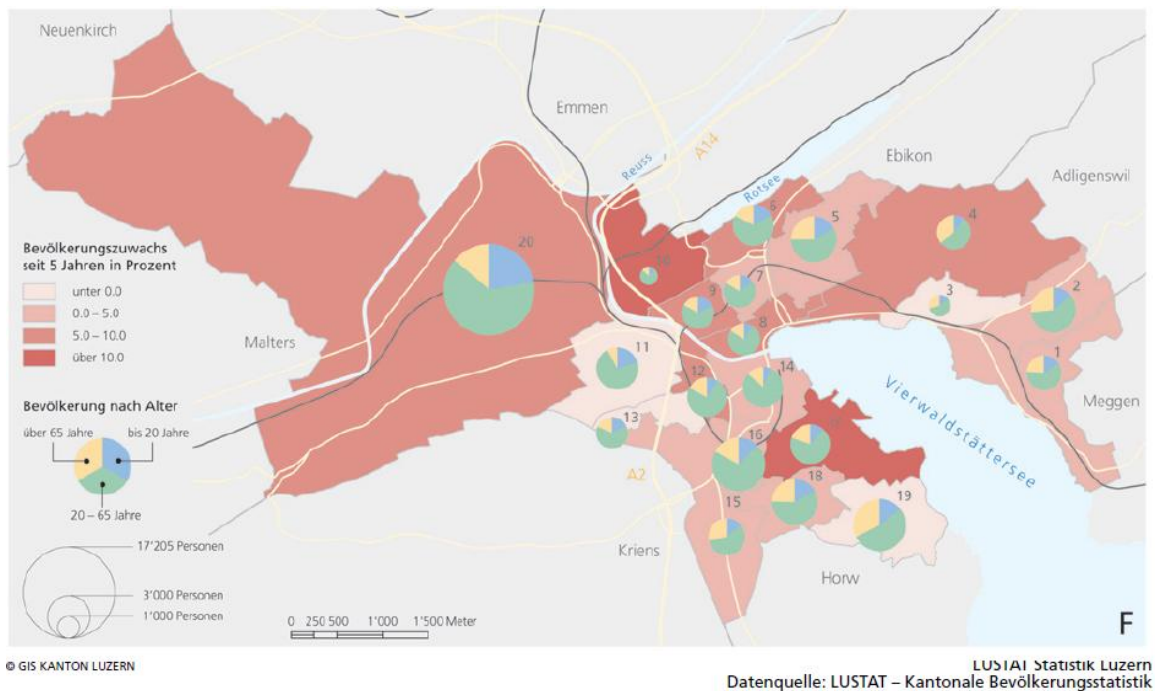 Neuenkirch
Emmen
Reuss
A14
Rotsee
Ebikon
Adligenswil
Bevölkerungszuwachs
seit 5 Jahren in Prozent
unter 0.0
0.0 – 5.0
5.0 – 10.0
über 10.0
Malters
Bevölkerung nach Alter
über 65 Jahre
bis 20 Jahre
20 – 65 Jahre
17'205 Personen
3'000 Personen
1'000 Personen
20
6
5
4
10
9
7
3
2
8
11
12
14
1
13
16
15
18
19
Meggen
Vierwaldstättersee
A2
Kriens
Horw
0 250 500 1'000 1'500 Meter
F
© GIS KANTON LUZERN
LUSTAT Statistik Luzern
Datenquelle: LUSTAT – Kantonale Bevölkerungsstatistik